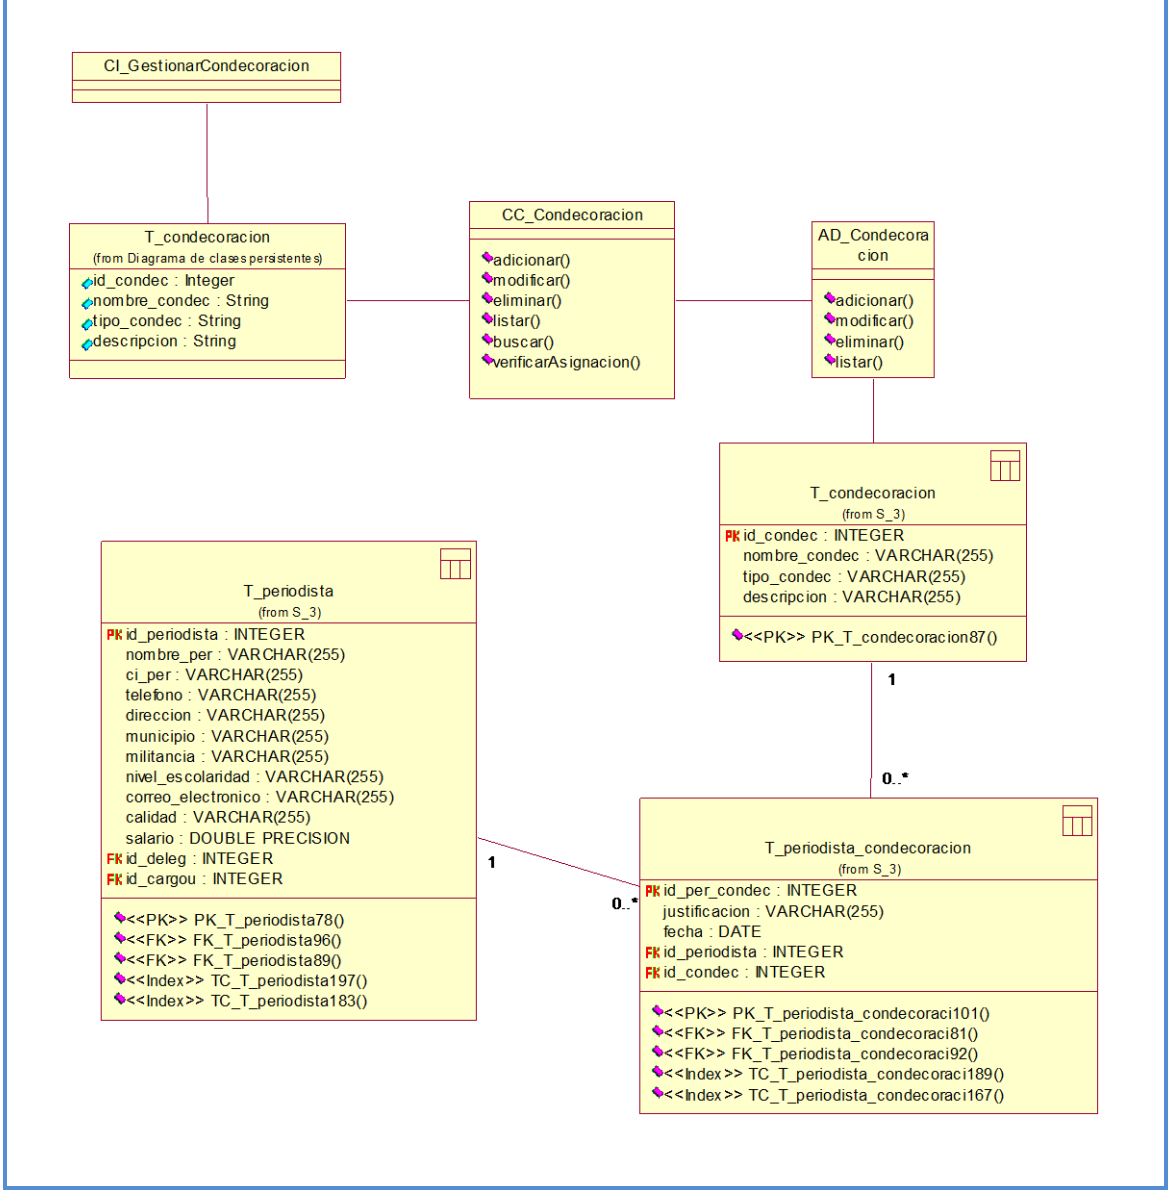 CI_GestionarCondecoracion
T_condecoracion
(from Diagrama de clases persistentes)
id_condec : Integer
nombre_condec : String
tipo_condec : String
descripcion : String
CC_Condecoracion
adicionar()
modificar()
eliminar()
listar()
buscar()
verificarAsignacion()
AD_Condecora
cion
adicionar()
modificar()
eliminar()
listar()
T_condecoracion
(from S_3)
PK id_condec : INTEGER
nombre_condec : VARCHAR(255)
tipo_condec : VARCHAR(255)
descripcion : VARCHAR(255)
<<PK>> PK_T_condecoracion87()
1
0..*
T_periodista
(from S_3)
PK id_periodista : INTEGER
nombre_per : VARCHAR(255)
ci_per : VARCHAR(255)
telefono : VARCHAR(255)
direccion : VARCHAR(255)
municipio : VARCHAR(255)
militancia : VARCHAR(255)
nivel_escolaridad : VARCHAR(255)
correo_electronico : VARCHAR(255)
calidad : VARCHAR(255)
salario : DOUBLE PRECISION
FK id_deleg : INTEGER
FK id_cargou : INTEGER
<<PK>> PK_T_periodista78()
<<FK>> FK_T_periodista96()
<<FK>> FK_T_periodista89()
<<Index>> TC_T_periodista197()
<<Index>> TC_T_periodista183()
1
0..*
T_periodista_condecoracion
(from S_3)
PK id_per_condec : INTEGER
justificacion : VARCHAR(255)
fecha : DATE
FK id_periodista : INTEGER
FK id_condec : INTEGER
<<PK>> PK_T_periodista_condecoraci101()
<<FK>> FK_T_periodista_condecoraci81()
<<FK>> FK_T_periodista_condecoraci92()
<<Index>> TC_T_periodista_condecoraci189()
<<Index>> TC_T_periodista_condecoraci167()